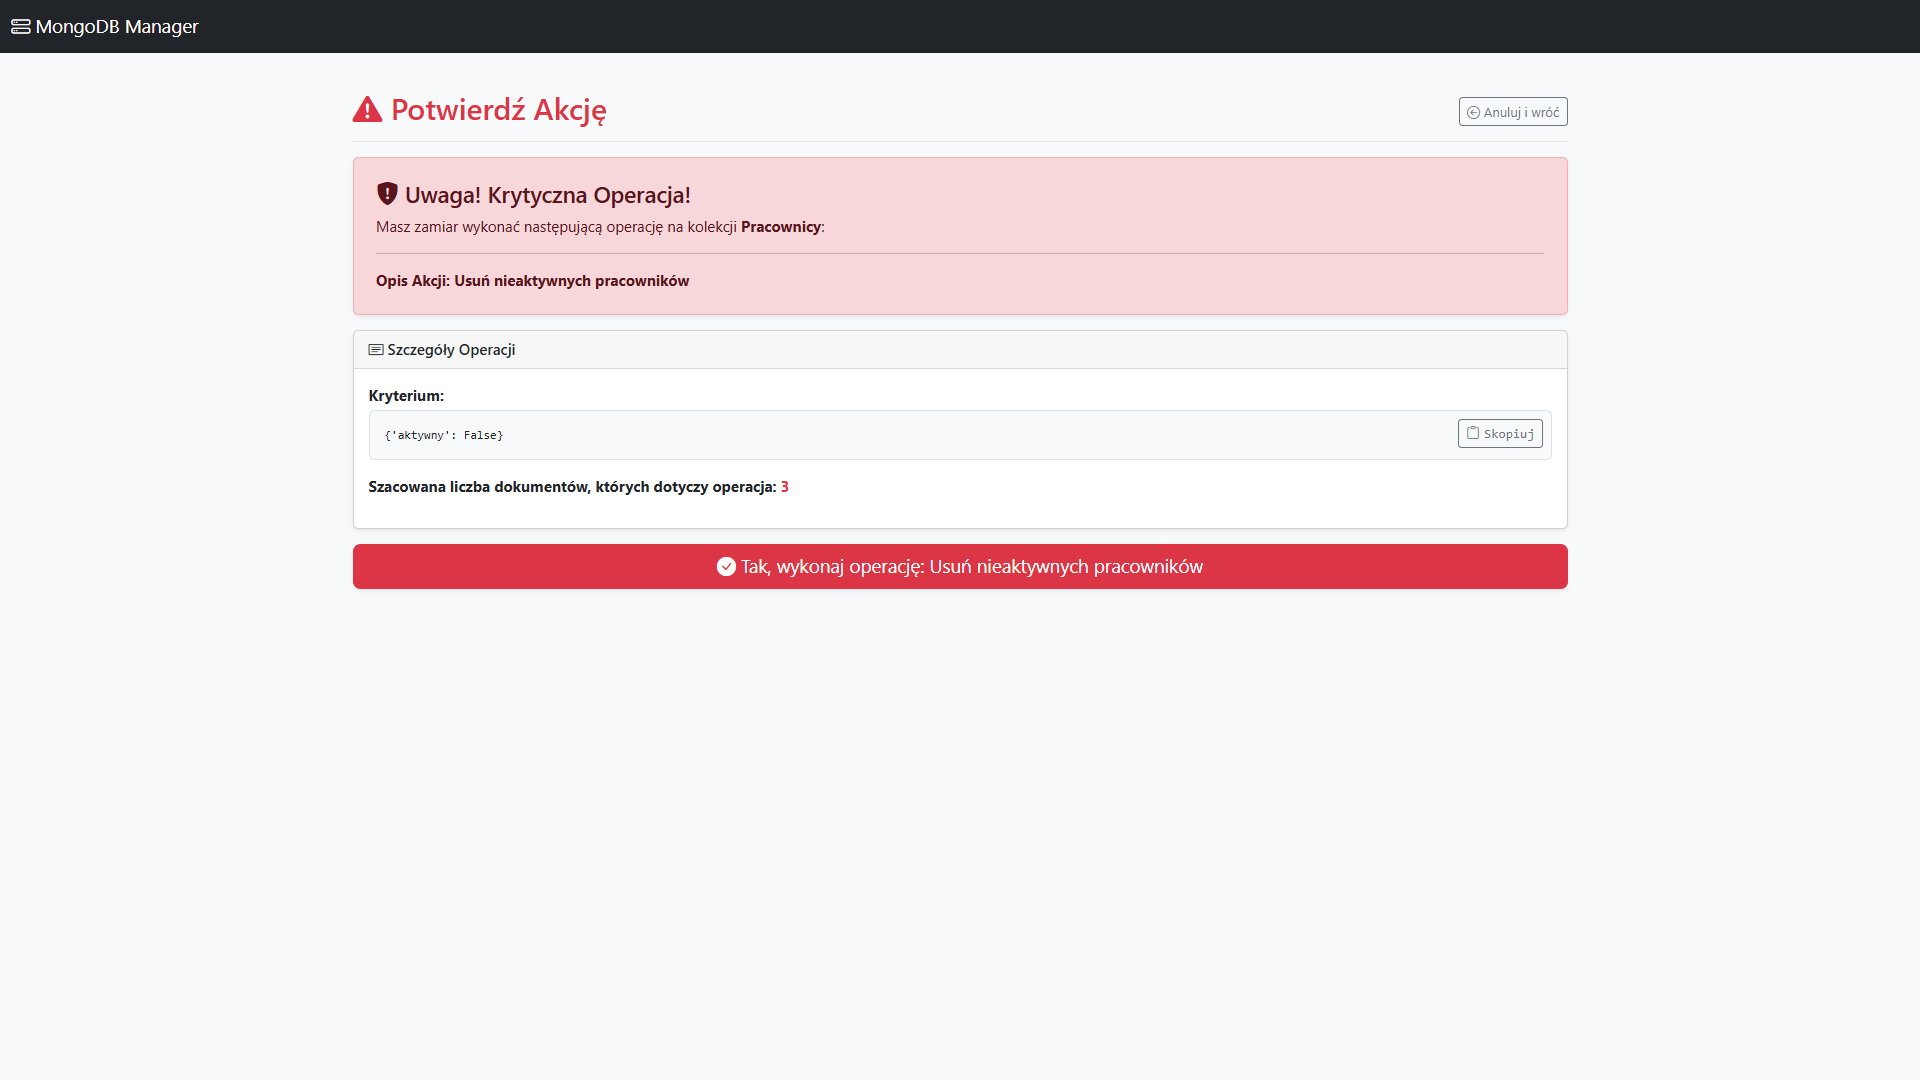 MongoDB Manager
Potwierdź Akcję
Anuluj i wróć
Uwaga! Krytyczna Operacja!
Masz zamiar wykonać następującą operację na kolekcji Pracownicy:
Opis Akcji: Usuń nieaktywnych pracowników
Szczegóły Operacji
Kryterium:
{'aktywny': False}
Skopiuj
Szacowana liczba dokumentów, których dotyczy operacja: 3
Tak, wykonaj operację: Usuń nieaktywnych pracowników